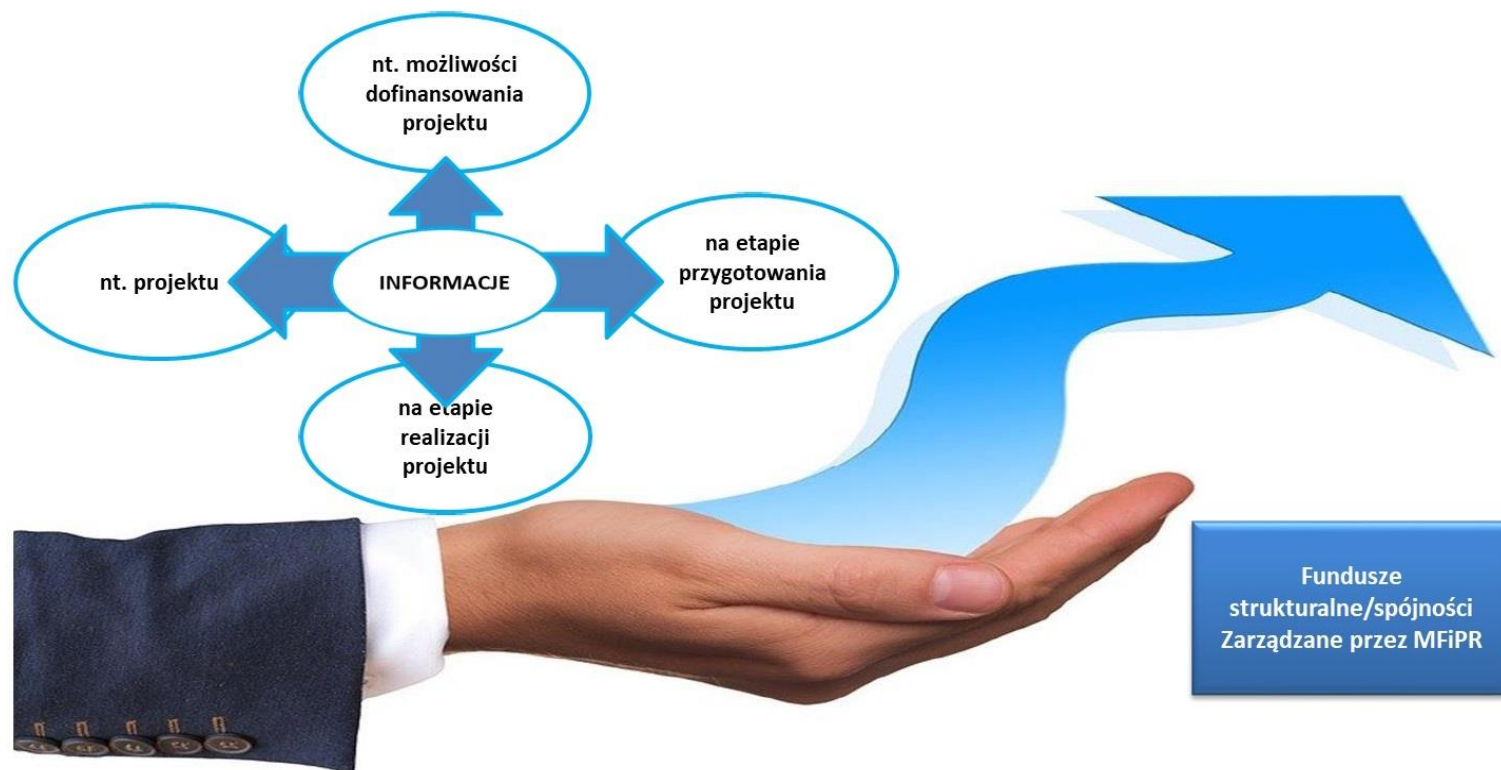 nt. możliwości
dofinansowania
projektu
nt. projektu
INFORMACJE
na etapie
przygotowania
projektu
na etapie
realizacji
projektu
Fundusze
strukturalne/spójności
Zarządzane przez MFiPR